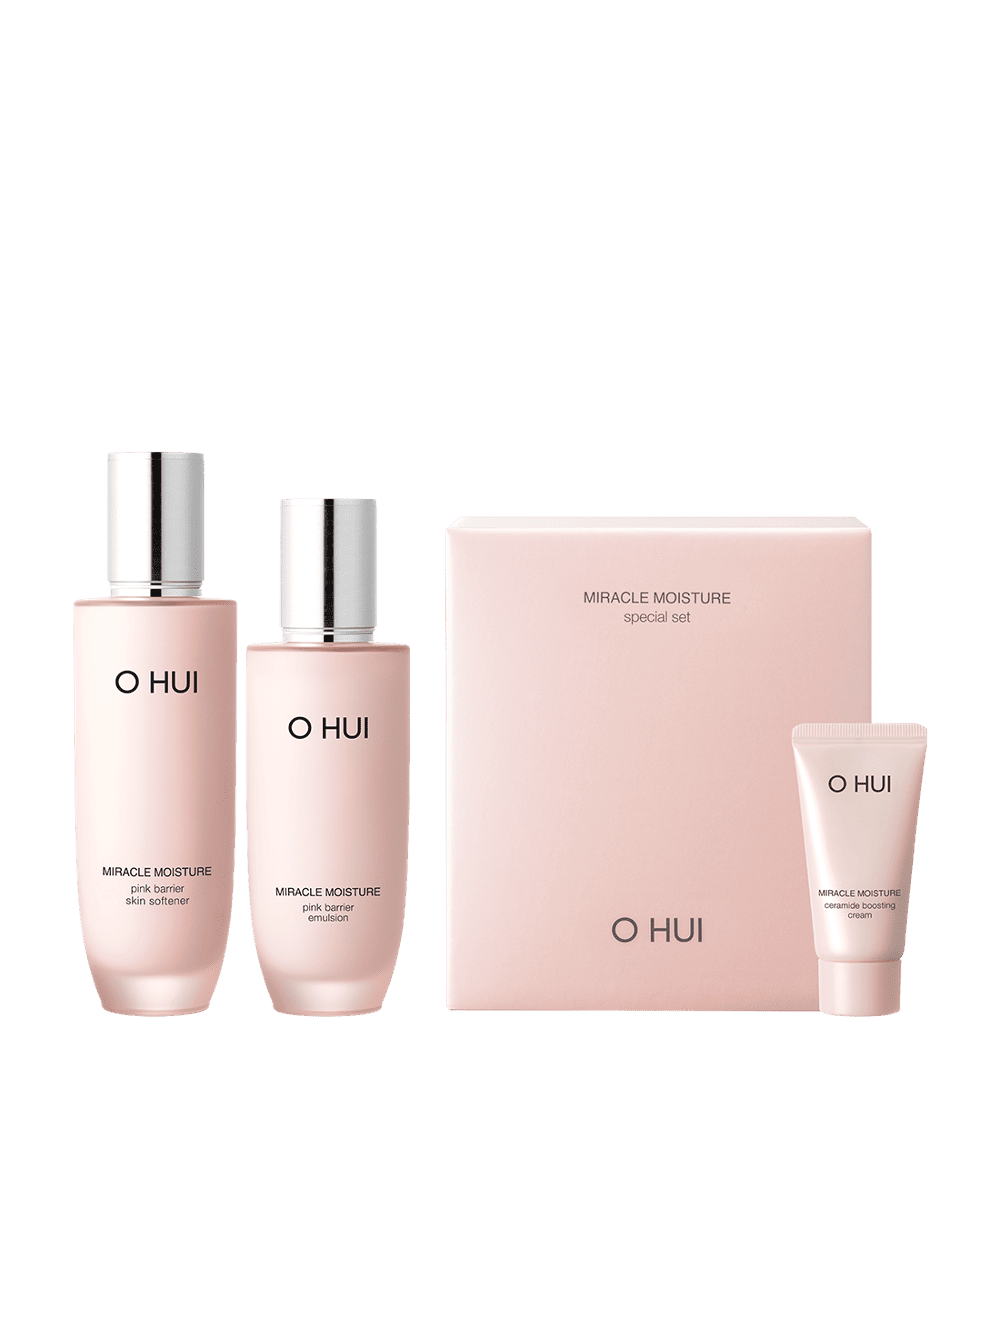 O HUI
MIRACLE MOISTURE
pink barrier
skin softener
O HUI
MIRACLE MOISTURE
pink barrier
emulsion
MIRACLE MOISTURE
special set
O HUI
O HUI
MIRACLE MOISTURE
ceramide boosting
cream